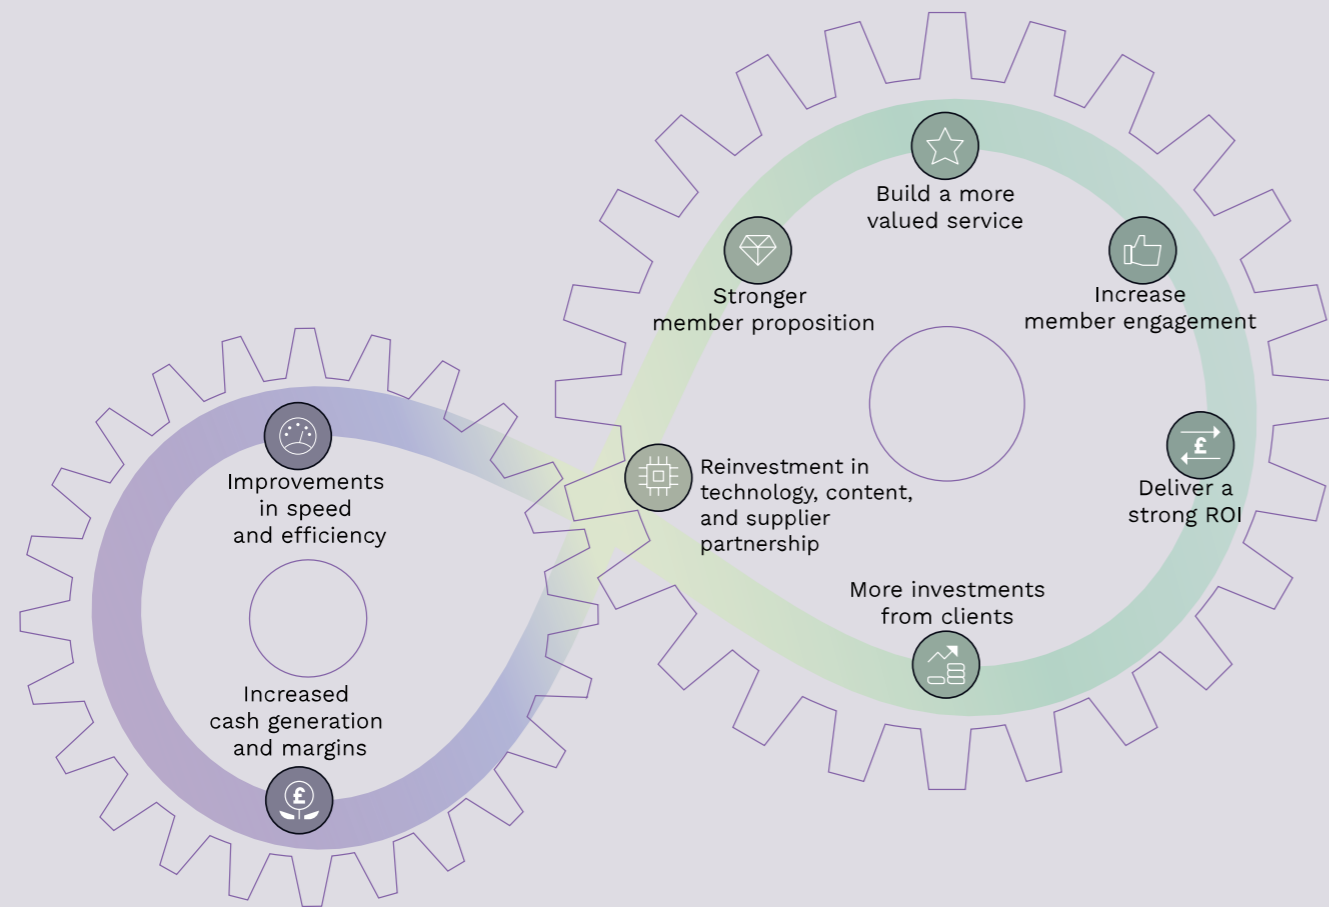 Build a more
valued service
Stronger
member proposition
Increase
member engagement
Reinvestment in
technology, content,
and supplier
partnership
£
Deliver a
strong ROI
More investments
from clients
Improvements
in speed
and efficiency
Increased
cash generation
and margins
£